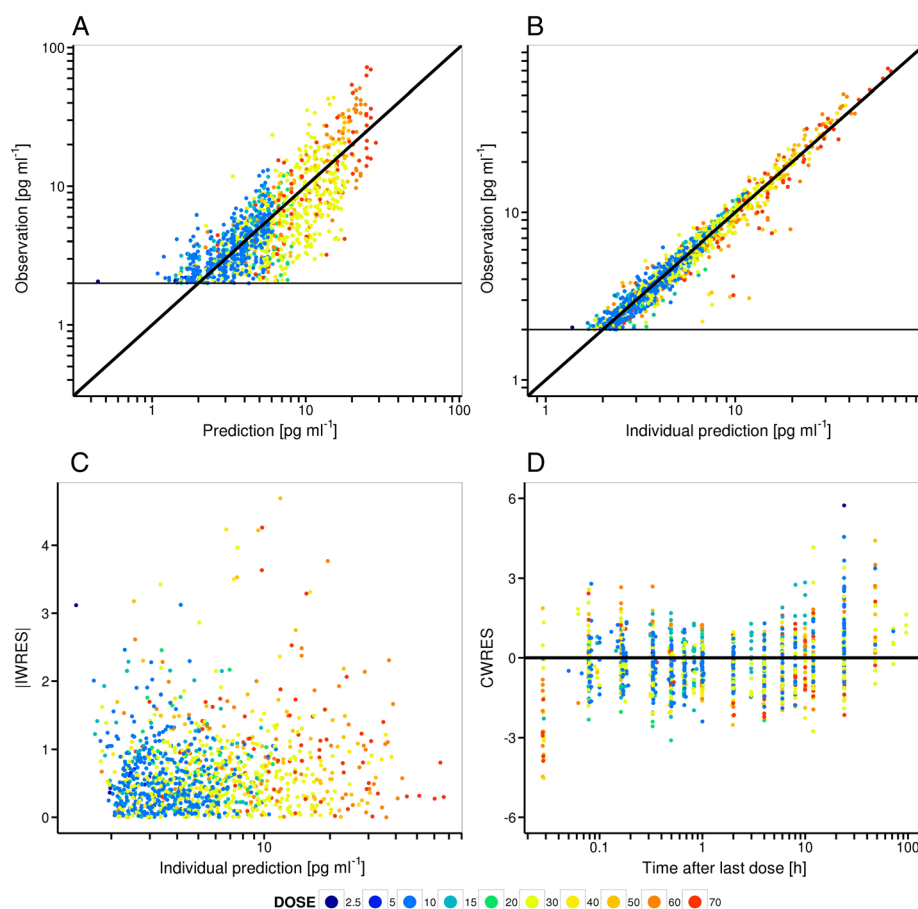 A
B
100
10
1
Observation [pg ml⁻¹]
1
10
100
Prediction [pg ml⁻¹]
10
1
Observation [pg ml⁻¹]
1
10
Individual prediction [pg ml⁻¹]
C
D
4
3
2
1
0
|IWRES|
10
Individual prediction [pg ml⁻¹]
6
3
0
-3
-6
CWRES
0.1
1
10
100
Time after last dose [h]
DOSE 2.5 5 10 15 20 30 40 50 60 70